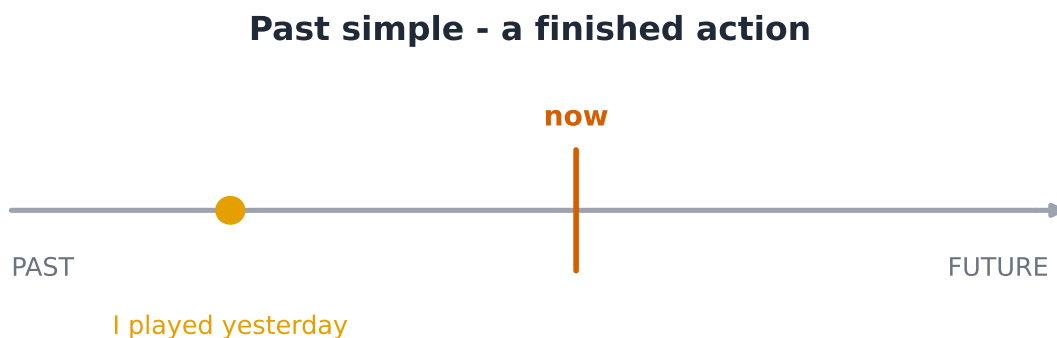 Past simple - a finished action
now
PAST
FUTURE
I played yesterday